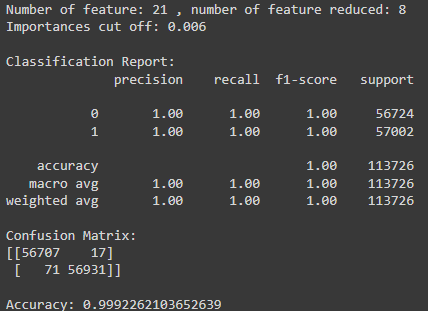 Number of feature: 21 , number of feature reduced: 8
Importances cut off: 0.006
Classification Report:
precision recall f1-score support
0 1.00 1.00 1.00 56724
1 1.00 1.00 1.00 57002
accuracy 1.00 113726
macro avg 1.00 1.00 1.00 113726
weighted avg 1.00 1.00 1.00 113726
Confusion Matrix:
[[56707 17]
[ 71 56931]]
Accuracy: 0.9992262103652639